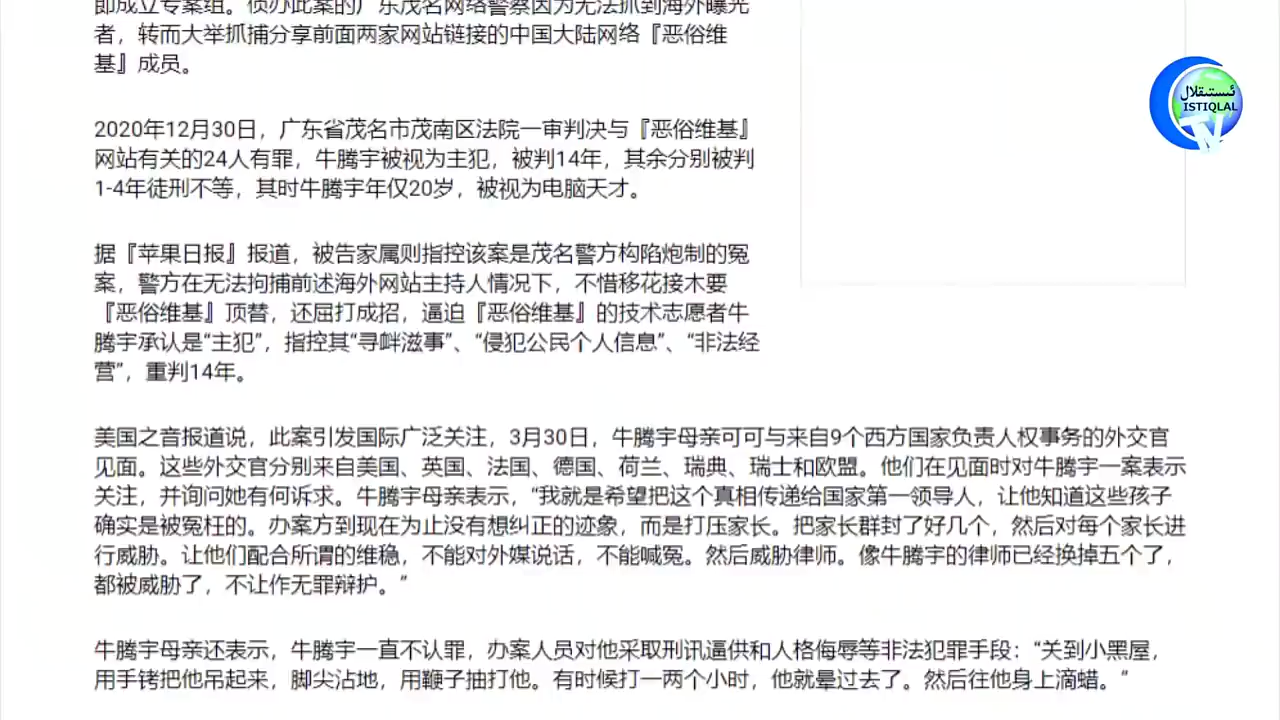 即成立专案组。侦办此案的广东茂名网络警察因为无法抓到海外曝光
者，转而大举抓捕分享前面两家网站链接的中国大陆网络『恶俗维
基』成员。
2020年12月30日，广东省茂名市茂南区法院一审判决与『恶俗维基』
网站有关的24人有罪，牛腾宇被视为主犯，被判14年，其余分别被判
1-4年徒刑不等，其时牛腾宇年仅20岁，被视为电脑天才。
据『苹果日报』报道，被告家属则指控该案是茂名警方构陷炮制的冤
案，警方在无法拘捕前述海外网站主持人情况下，不惜移花接木要
『恶俗维基』顶替，还屈打成招，逼迫『恶俗维基』的技术志愿者牛
腾宇承认是“主犯”，指控其“寻衅滋事”、“侵犯公民个人信息”、“非法经
营”，重判14年。
美国之音报道说，此案引发国际广泛关注，3月30日，牛腾宇母亲可可与来自9个西方国家负责人权事务的外交官
见面。这些外交官分别来自美国、英国、法国、德国、荷兰、瑞典、瑞士和欧盟。他们在见面时对牛腾宇一案表示
关注，并询问她有何诉求。牛腾宇母亲表示，“我就是希望把这个真相传递给国家第一领导人，让他知道这些孩子
确实是被冤枉的。办案方到现在为止没有想纠正的迹象，而是打压家长。把家长群封了好几个，然后对每个家长进
行威胁。让他们配合所谓的维稳，不能对外媒说话，不能喊冤。然后威胁律师。像牛腾宇的律师已经换掉五个了，
都被威胁了，不让作无罪辩护。”
牛腾宇母亲还表示，牛腾宇一直不认罪，办案人员对他采取刑讯逼供和人格侮辱等非法犯罪手段：“关到小黑屋，
用手铐把他吊起来，脚尖沾地，用鞭子抽打他。有时候打一两个小时，他就晕过去了。然后往他身上滴蜡。”
ئىستىقلال
ISTIQLAL
TV